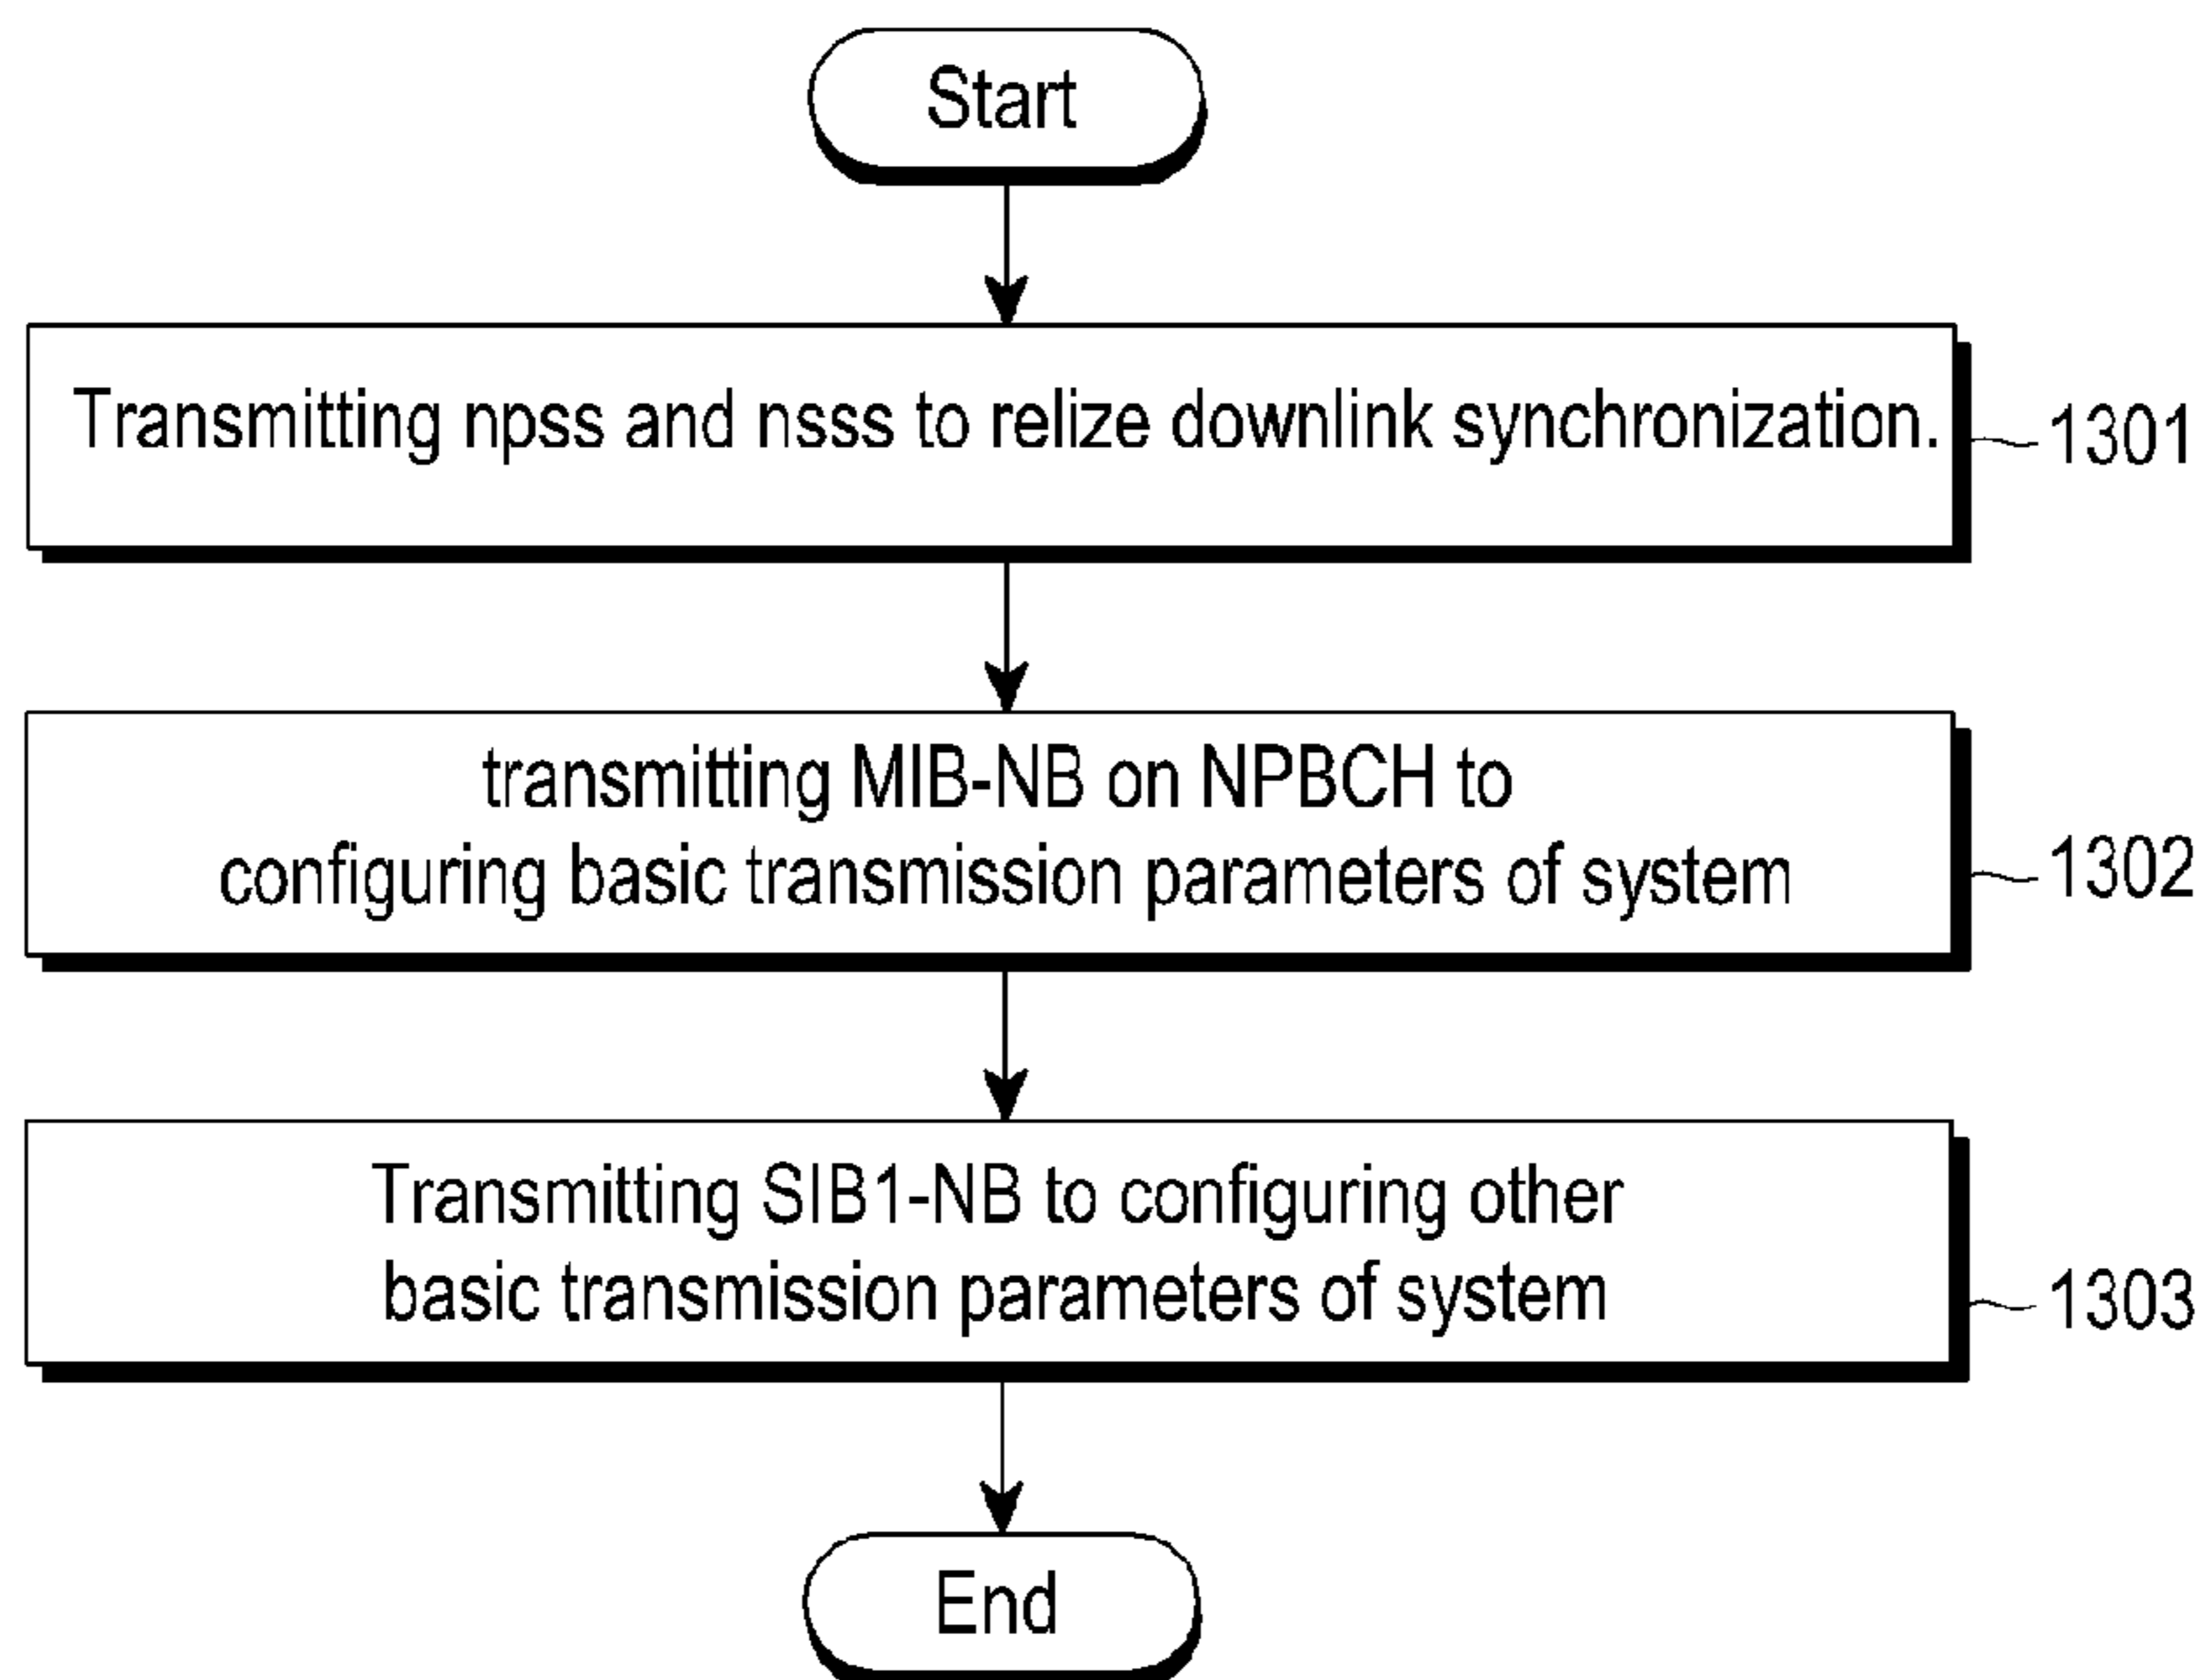 Start
Transmitting npss and nsss to relize downlink synchronization.
1301
transmitting MIB-NB on NPBCH to
configuring basic transmission parameters of system
1302
Transmitting SIB1-NB to configuring other
basic transmission parameters of system
1303
End